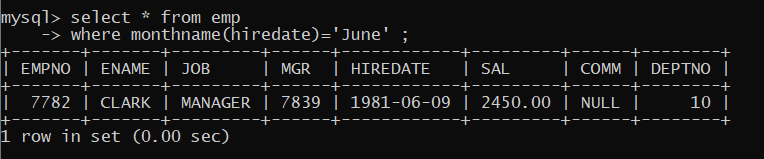 mysql> select * from emp
    -> where monthname(hiredate)='June' ;
+-------+-------+---------+------+------------+---------+------+--------+
| EMPNO | ENAME | JOB     | MGR  | HIREDATE   | SAL     | COMM | DEPTNO |
+-------+-------+---------+------+------------+---------+------+--------+
|  7782 | CLARK | MANAGER | 7839 | 1981-06-09 | 2450.00 | NULL |     10 |
+-------+-------+---------+------+------------+---------+------+--------+
1 row in set (0.00 sec)